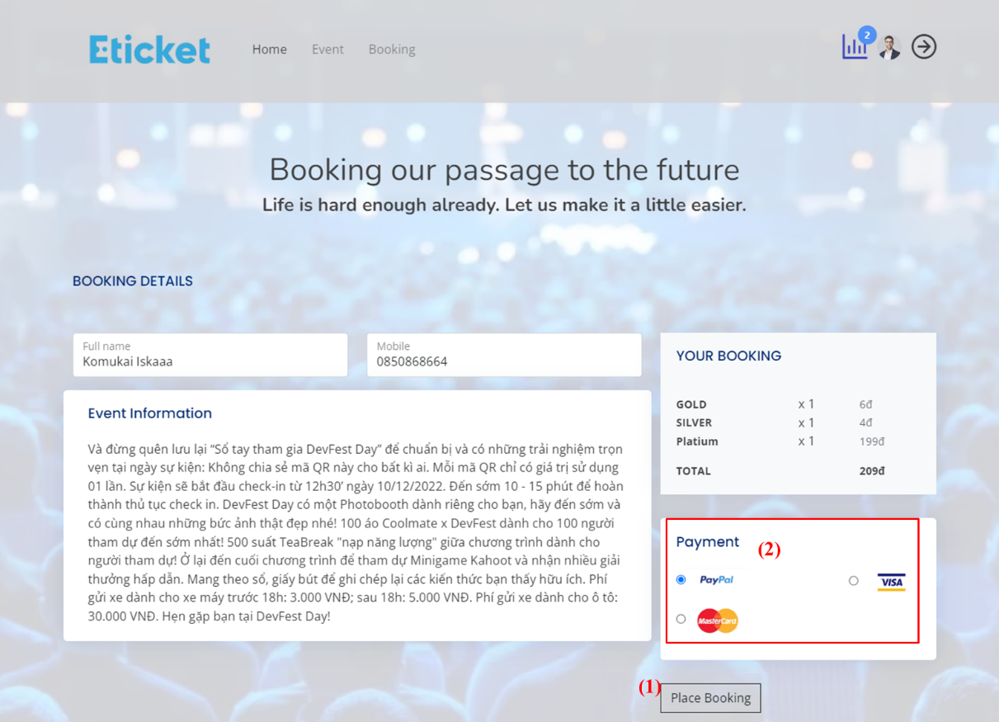 Eticket
Home Event Booking
2
Booking our passage to the future
Life is hard enough already. Let us make it a little easier.
BOOKING DETAILS
Full name
Komukai Iskaaa
Mobile
0850868664
Event Information
Và đừng quên lưu lại “Sổ tay tham gia DevFest Day” để chuẩn bị và có những trải nghiệm trọn
vẹn tại ngày sự kiện: Không chia sẻ mã QR này cho bất kì ai. Mỗi mã QR chỉ có giá trị sử dụng
01 lần. Sự kiện sẽ bắt đầu check-in từ 12h30’ ngày 10/12/2022. Đến sớm 10 - 15 phút để hoàn
thành thủ tục check in. DevFest Day có một Photobooth dành riêng cho bạn, hãy đến sớm và
có cùng nhau những bức ảnh thật đẹp nhé! 100 áo Coolmate x DevFest dành cho 100 người
tham dự đến sớm nhất! 500 suất TeaBreak "nạp năng lượng" giữa chương trình dành cho
người tham dự! Ở lại đến cuối chương trình để tham dự Minigame Kahoot và nhận nhiều giải
thưởng hấp dẫn. Mang theo sổ, giấy bút để ghi chép lại các kiến thức bạn thấy hữu ích. Phí
gửi xe dành cho xe máy trước 18h: 3.000 VNĐ; sau 18h: 5.000 VNĐ. Phí gửi xe dành cho ô tô:
30.000 VNĐ. Hẹn gặp bạn tại DevFest Day!
YOUR BOOKING
GOLD x 1 6đ
SILVER x 1 4đ
Platium x 1 199đ
TOTAL 209đ
Payment (2)
PayPal VISA
MasterCard
(1) Place Booking